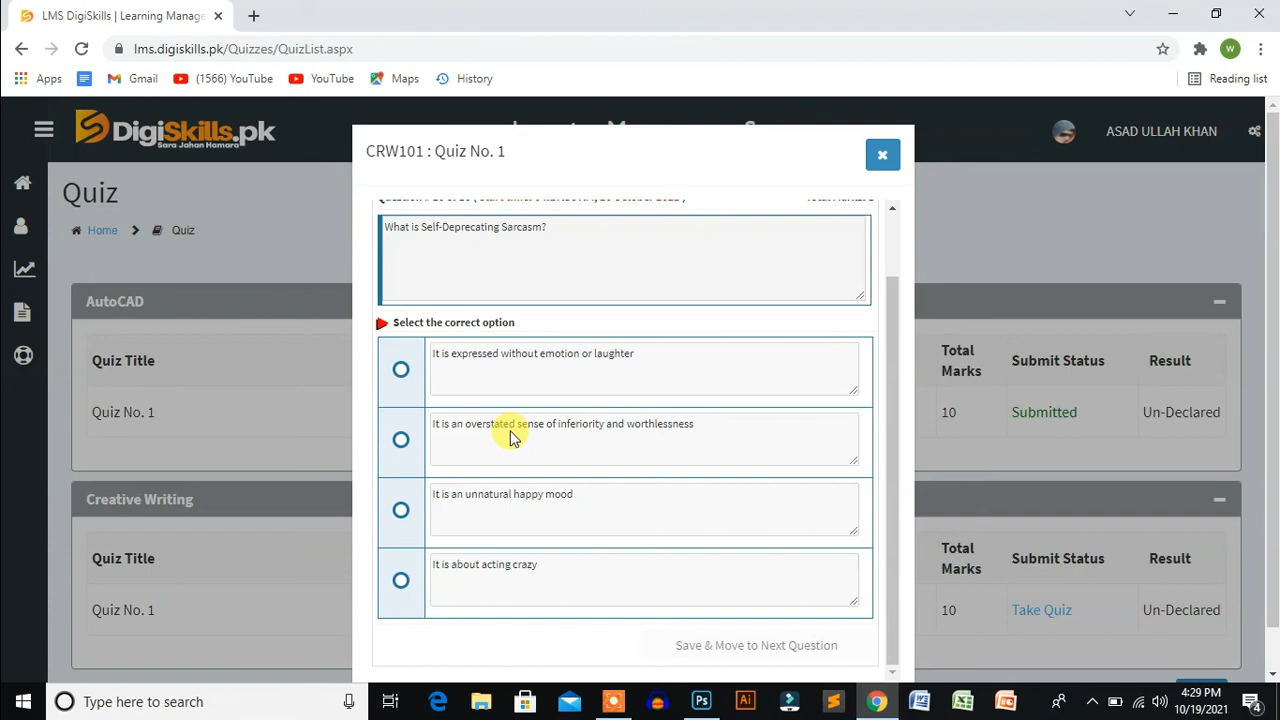 LMS DigiSkills | Learning Manage
lms.digiskills.pk/Quizzes/QuizList.aspx
W
Apps
Gmail
(1566) YouTube
YouTube
Maps
History
Reading list
DigiSkills.pk
Sara Jahan Hamara
ASAD ULLAH KHAN
CRW101 : Quiz No. 1
Quiz
Home
Quiz
What is Self-Deprecating Sarcasm?
Select the correct option
It is expressed without emotion or laughter
It is an overstated sense of inferiority and worthlessness
It is an unnatural happy mood
It is about acting crazy
Save & Move to Next Question
AutoCAD
Quiz Title
Total Marks
Submit Status
Result
Quiz No. 1
10
Submitted
Un-Declared
Creative Writing
Quiz Title
Total Marks
Submit Status
Result
Quiz No. 1
10
Take Quiz
Un-Declared
Type here to search
Ps
Ai
4:29 PM
10/19/2021
4